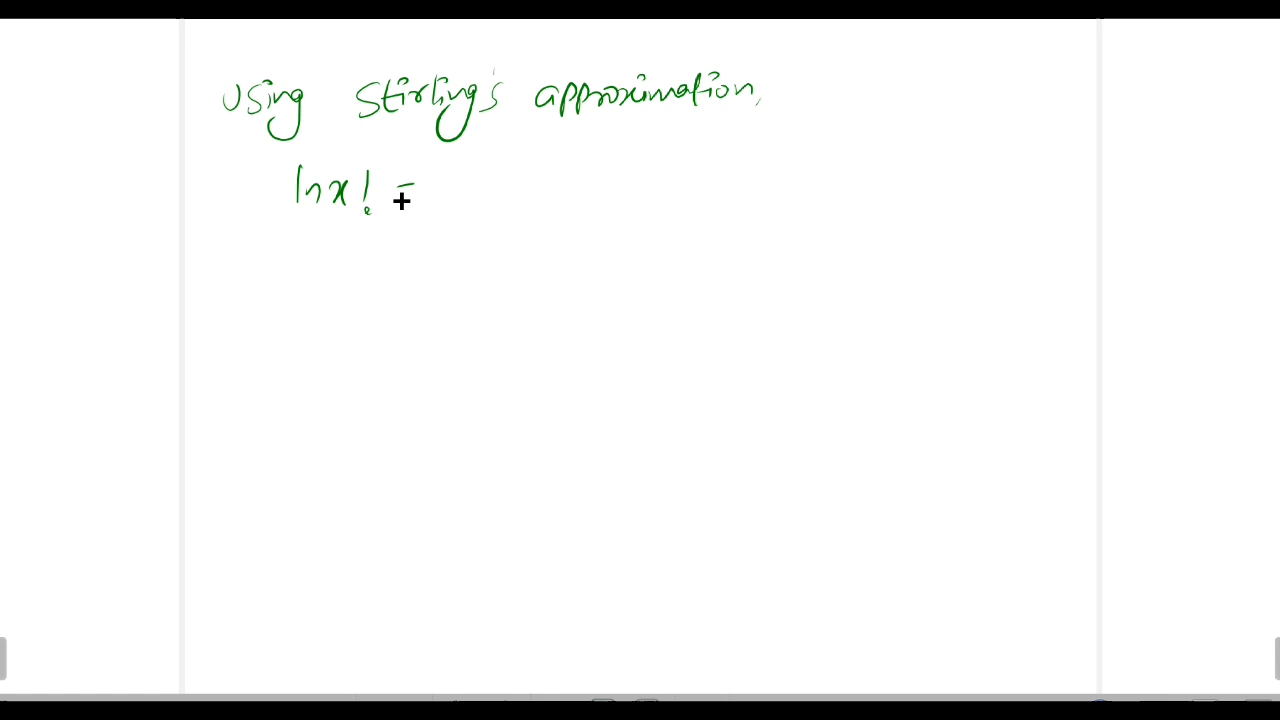 Using Stirling's approximation,
ln x! =